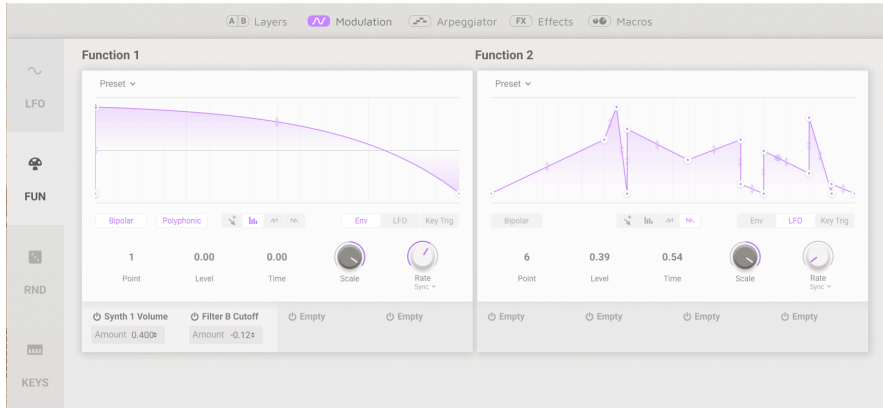 A B Layers Modulation Arpeggiator FX Effects Macros
Function 1 Function 2
LFO
FUN
RND
KEYS
Preset
Bipolar Polyphonic Env LFO Key Trig
1 0.00 0.00
Point Level Time Scale Rate
Sync
Synth 1 Volume Filter B Cutoff Empty Empty
Amount 0.400 Amount -0.12
Preset
Bipolar Env LFO Key Trig
6 0.39 0.54
Point Level Time Scale Rate
Sync
Empty Empty Empty Empty